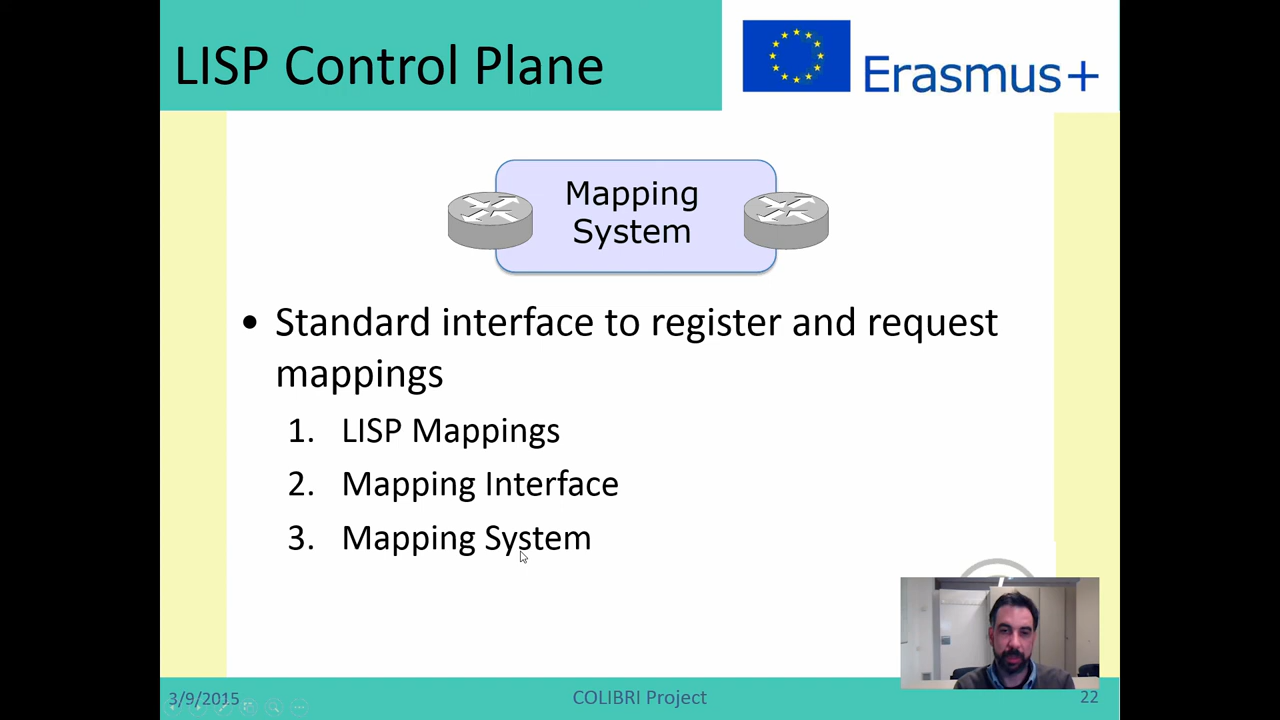 LISP Control Plane
Erasmus+
Mapping
System
• Standard interface to register and request
mappings
1. LISP Mappings
2. Mapping Interface
3. Mapping System
3/9/2015
COLIBRI Project
22